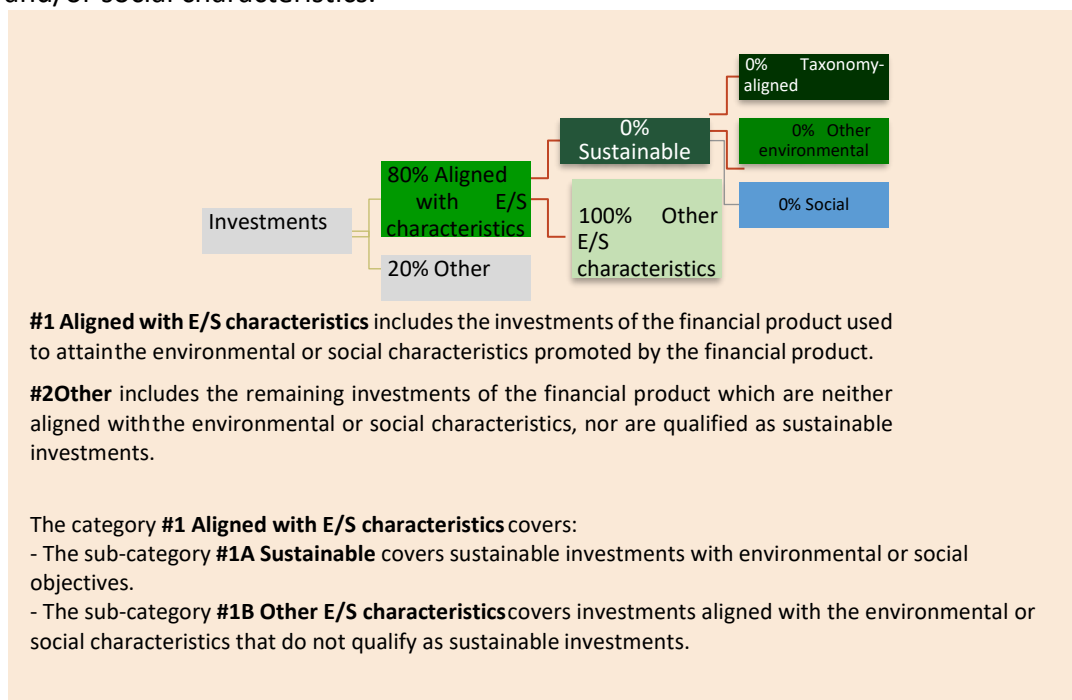 and/or social characteristics.
0% Taxonomy-
aligned
0%
Sustainable
0% Other
environmental
80% Aligned
with E/S
characteristics
0% Social
Investments
100% Other
E/S
characteristics
20% Other
#1 Aligned with E/S characteristics includes the investments of the financial product used
to attainthe environmental or social characteristics promoted by the financial product.
#2Other includes the remaining investments of the financial product which are neither
aligned withthe environmental or social characteristics, nor are qualified as sustainable
investments.
The category #1 Aligned with E/S characteristics covers:
- The sub-category #1A Sustainable covers sustainable investments with environmental or social
objectives.
- The sub-category #1B Other E/S characteristicscovers investments aligned with the environmental or
social characteristics that do not qualify as sustainable investments.